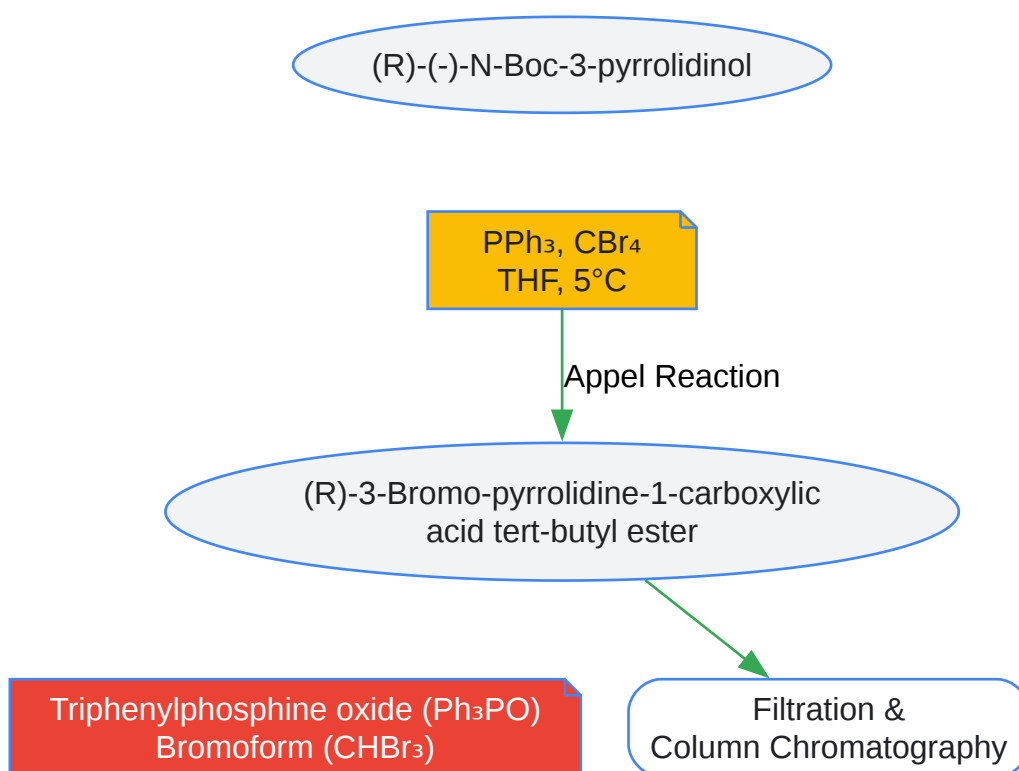 (R)-(-)-N-Boc-3-pyrrolidinol
PPh₃, CBr₄
THF, 5°C
Appel Reaction
(R)-3-Bromo-pyrrolidine-1-carboxylic
acid tert-butyl ester
Triphenylphosphine oxide (Ph₃PO)
Bromoform (CHBr₃)
Filtration &
Column Chromatography